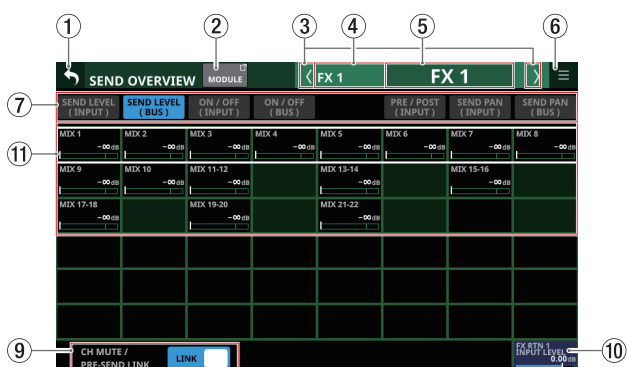 1 2 3 4 5 6
SEND OVERVIEW MODULE FX 1 FX 1
7
SEND LEVEL (INPUT) SEND LEVEL (BUS) ON / OFF (INPUT) ON / OFF (BUS) PRE / POST (INPUT) SEND PAN (INPUT) SEND PAN (BUS)
11
MIX 1 MIX 2 MIX 3 MIX 4 MIX 5 MIX 6 MIX 7 MIX 8
-∞dB -∞dB -∞dB -∞dB -∞dB -∞dB -∞dB -∞dB
MIX 9 MIX 10 MIX 11-12 MIX 13-14 MIX 15-16
-∞dB -∞dB -∞dB -∞dB -∞dB
MIX 17-18 MIX 19-20 MIX 21-22
-∞dB -∞dB -∞dB
9 10
CH MUTE / PRE-SEND LINK LINK
FX RTN 1
INPUT LEVEL
0.00dB